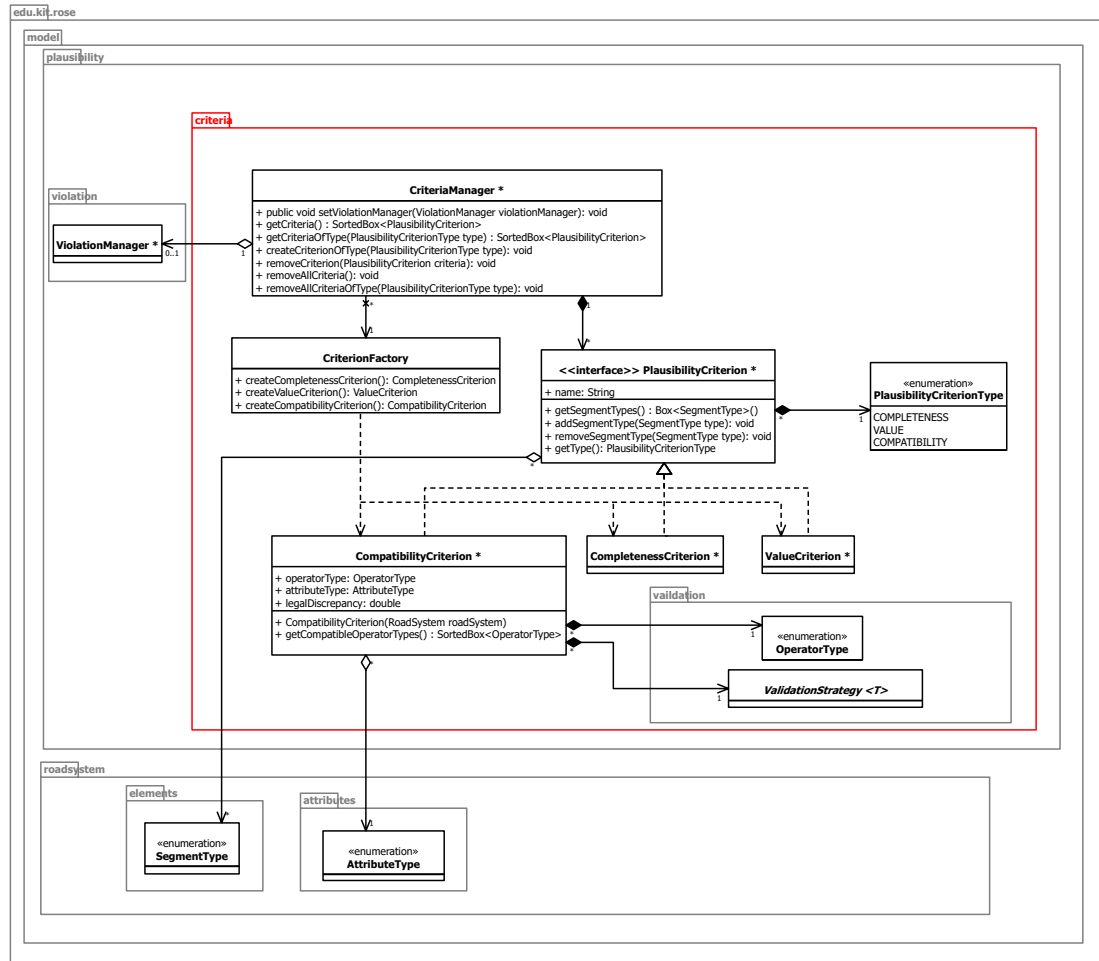 edu.kit.rose
model
plausibility
criteria
CriteriaManager *
+ public void setViolationManager(ViolationManager violationManager): void
+ getCriteria() : SortedBox<PlausibilityCriterion>
+ getCriteriaOfType(PlausibilityCriterionType type) : SortedBox<PlausibilityCriterion>
+ createCriterionOfType(PlausibilityCriterionType type): void
+ removeCriterion(PlausibilityCriterion criteria): void
+ removeAllCriteria(): void
+ removeAllCriteriaOfType(PlausibilityCriterionType type): void
violation
ViolationManager *
0..1
1
*
1
1
*
CriterionFactory
+ createCompletenessCriterion(): CompletenessCriterion
+ createValueCriterion(): ValueCriterion
+ createCompatibilityCriterion(): CompatibilityCriterion
<<interface>> PlausibilityCriterion *
+ name: String
+ getSegmentTypes() : Box<SegmentType>()
+ addSegmentType(SegmentType type): void
+ removeSegmentType(SegmentType type): void
+ getType(): PlausibilityCriterionType
*
1
«enumeration»
PlausibilityCriterionType
COMPLETENESS
VALUE
COMPATIBILITY
*
CompatibilityCriterion *
+ operatorType: OperatorType
+ attributeType: AttributeType
+ legalDiscrepancy: double
+ CompatibilityCriterion(RoadSystem roadSystem)
+ getCompatibleOperatorTypes() : SortedBox<OperatorType>
CompletenessCriterion *
ValueCriterion *
vaildation
*
1
«enumeration»
OperatorType
*
1
ValidationStrategy <T>
*
roadsystem
elements
*
«enumeration»
SegmentType
attributes
1
«enumeration»
AttributeType